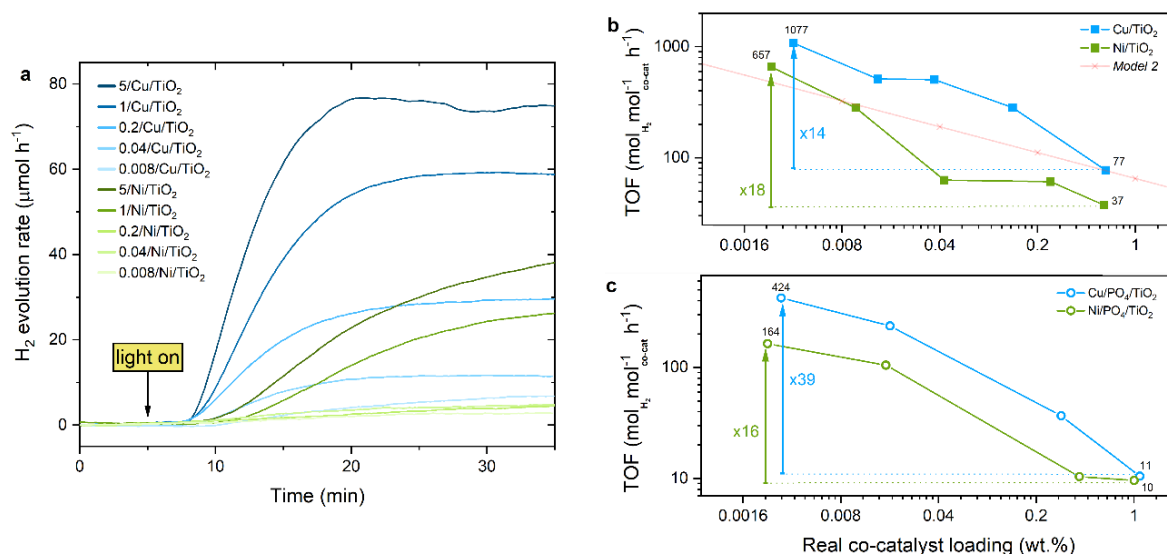 a
80
60
40
20
0
0
10
20
30
H2 evolution rate (μmol h-1)
Time (min)
5/Cu/TiO2
1/Cu/TiO2
0.2/Cu/TiO2
0.04/Cu/TiO2
0.008/Cu/TiO2
5/Ni/TiO2
1/Ni/TiO2
0.2/Ni/TiO2
0.04/Ni/TiO2
0.008/Ni/TiO2
light on
b
TOF (molH2 mol-1co-cat h-1)
1000
100
1077
657
x14
x18
77
37
Cu/TiO2
Ni/TiO2
Model 2
0.0016
0.008
0.04
0.2
1
c
TOF (molH2 mol-1co-cat h-1)
100
10
424
164
x39
x16
11
10
Cu/PO4/TiO2
Ni/PO4/TiO2
0.0016
0.008
0.04
0.2
1
Real co-catalyst loading (wt.%)